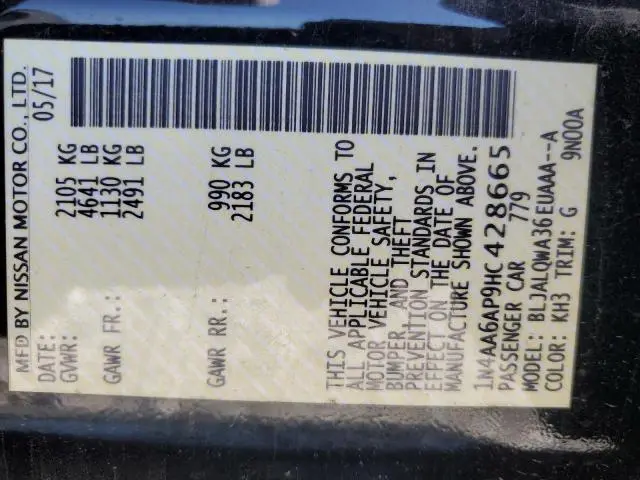 MFD BY NISSAN MOTOR CO., LTD.
DATE: 05/17
GVWR: 2105 KG
4641 LB
GAWR FR.: 1130 KG
2491 LB
GAWR RR.: 990 KG
2183 LB
THIS VEHICLE CONFORMS TO
ALL APPLICABLE FEDERAL
MOTOR VEHICLE SAFETY,
BUMPER, AND THEFT
PREVENTION STANDARDS IN
EFFECT ON THE DATE OF
MANUFACTURE SHOWN ABOVE.
1N4AA6AP9HC428665
PASSENGER CAR 779
MODEL: BLJALQWA36EUAAA--A
COLOR: KH3 TRIM: G 9N00A